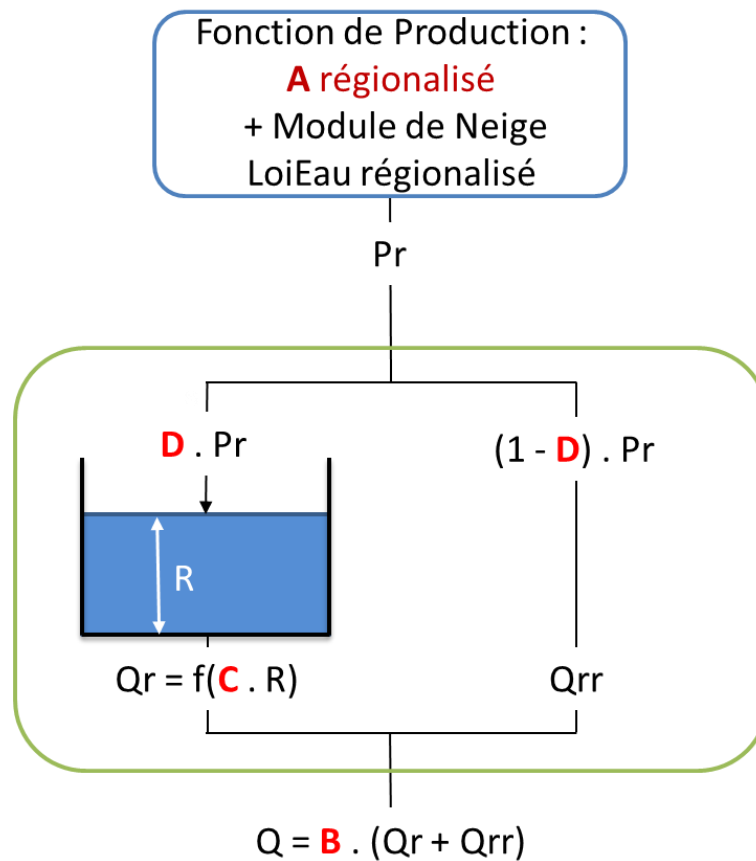 Fonction de Production :
A régionalisé
+ Module de Neige
LoiEau régionalisé
Pr
D . Pr
(1 - D) . Pr
R
Qr = f(C . R)
Qrr
Q = B . (Qr + Qrr)